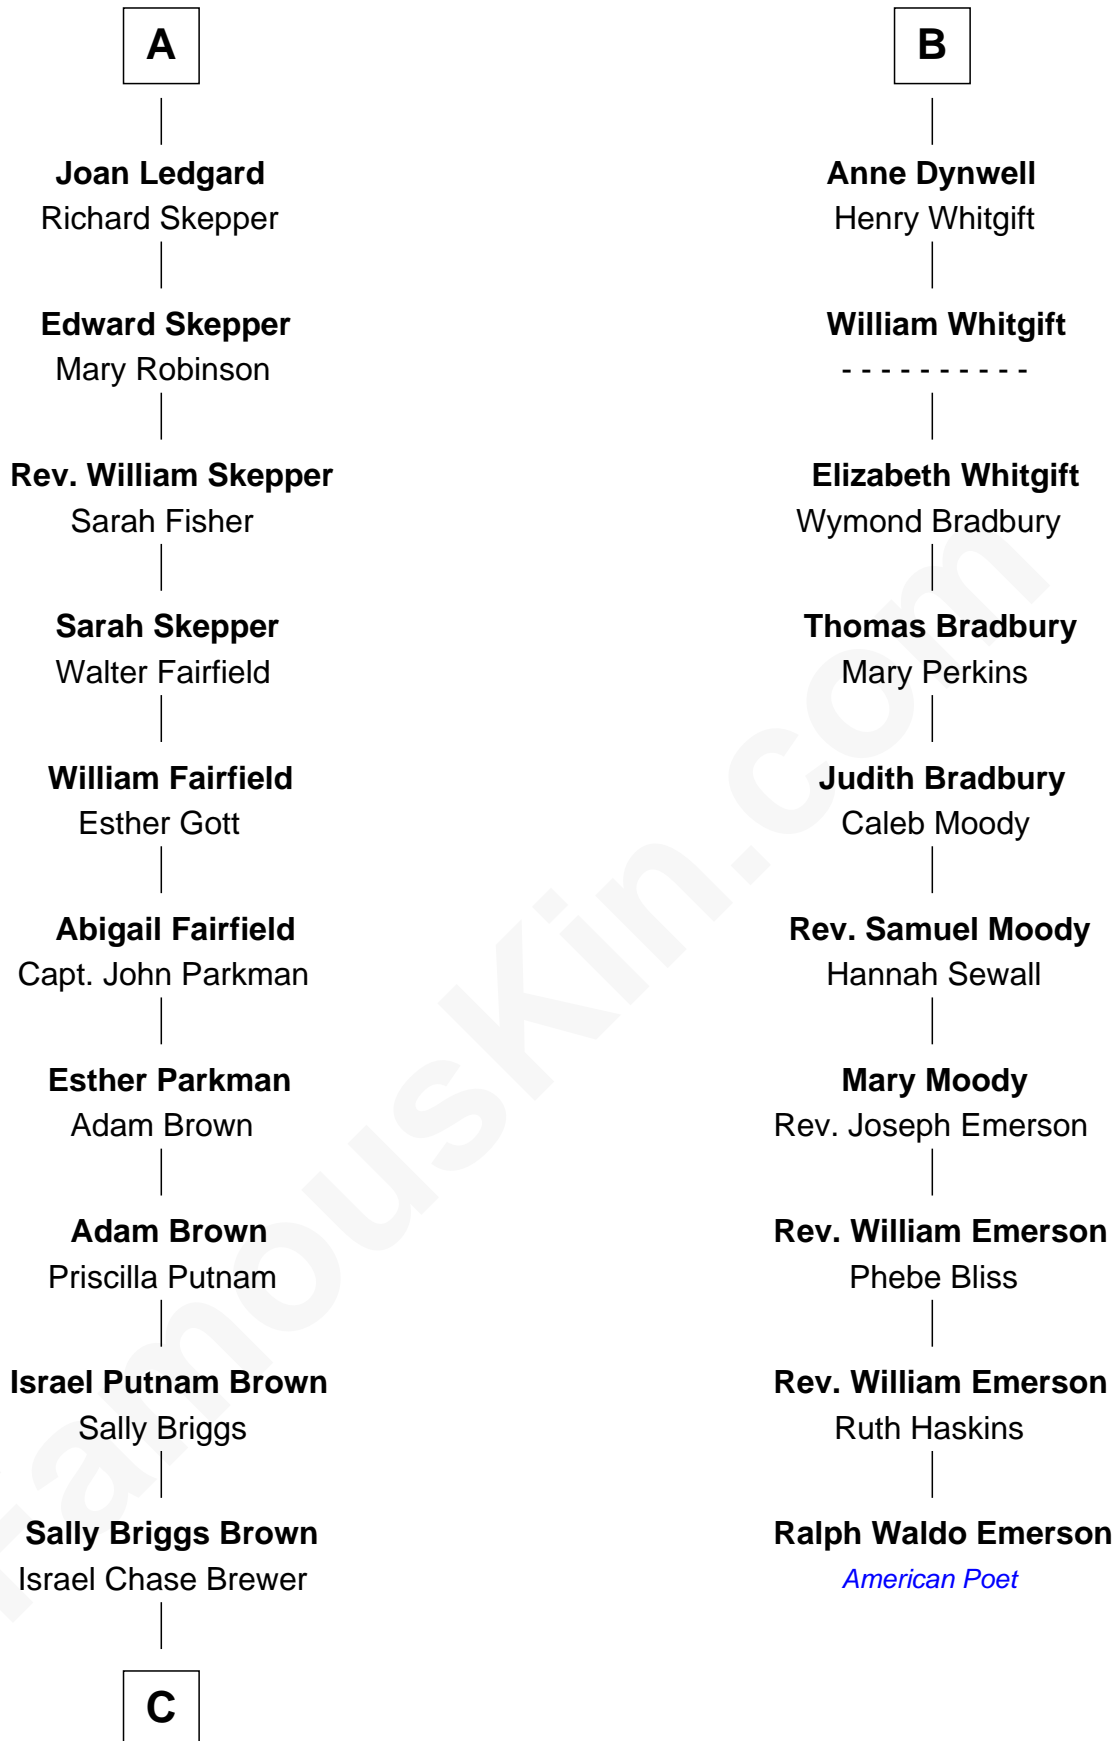 A
Joan Ledgard
Richard Skepper
Edward Skepper
Mary Robinson
Rev. William Skepper
Sarah Fisher
Sarah Skepper
Walter Fairfield
William Fairfield
Esther Gott
Abigail Fairfield
Capt. John Parkman
Esther Parkman
Adam Brown
Adam Brown
Priscilla Putnam
Israel Putnam Brown
Sally Briggs
Sally Briggs Brown
Israel Chase Brewer
C
B
Anne Dynwell
Henry Whitgift
William Whitgift
- - - - - - - - - -
Elizabeth Whitgift
Wymond Bradbury
Thomas Bradbury
Mary Perkins
Judith Bradbury
Caleb Moody
Rev. Samuel Moody
Hannah Sewall
Mary Moody
Rev. Joseph Emerson
Rev. William Emerson
Phebe Bliss
Rev. William Emerson
Ruth Haskins
Ralph Waldo Emerson
American Poet
FamousKin.com